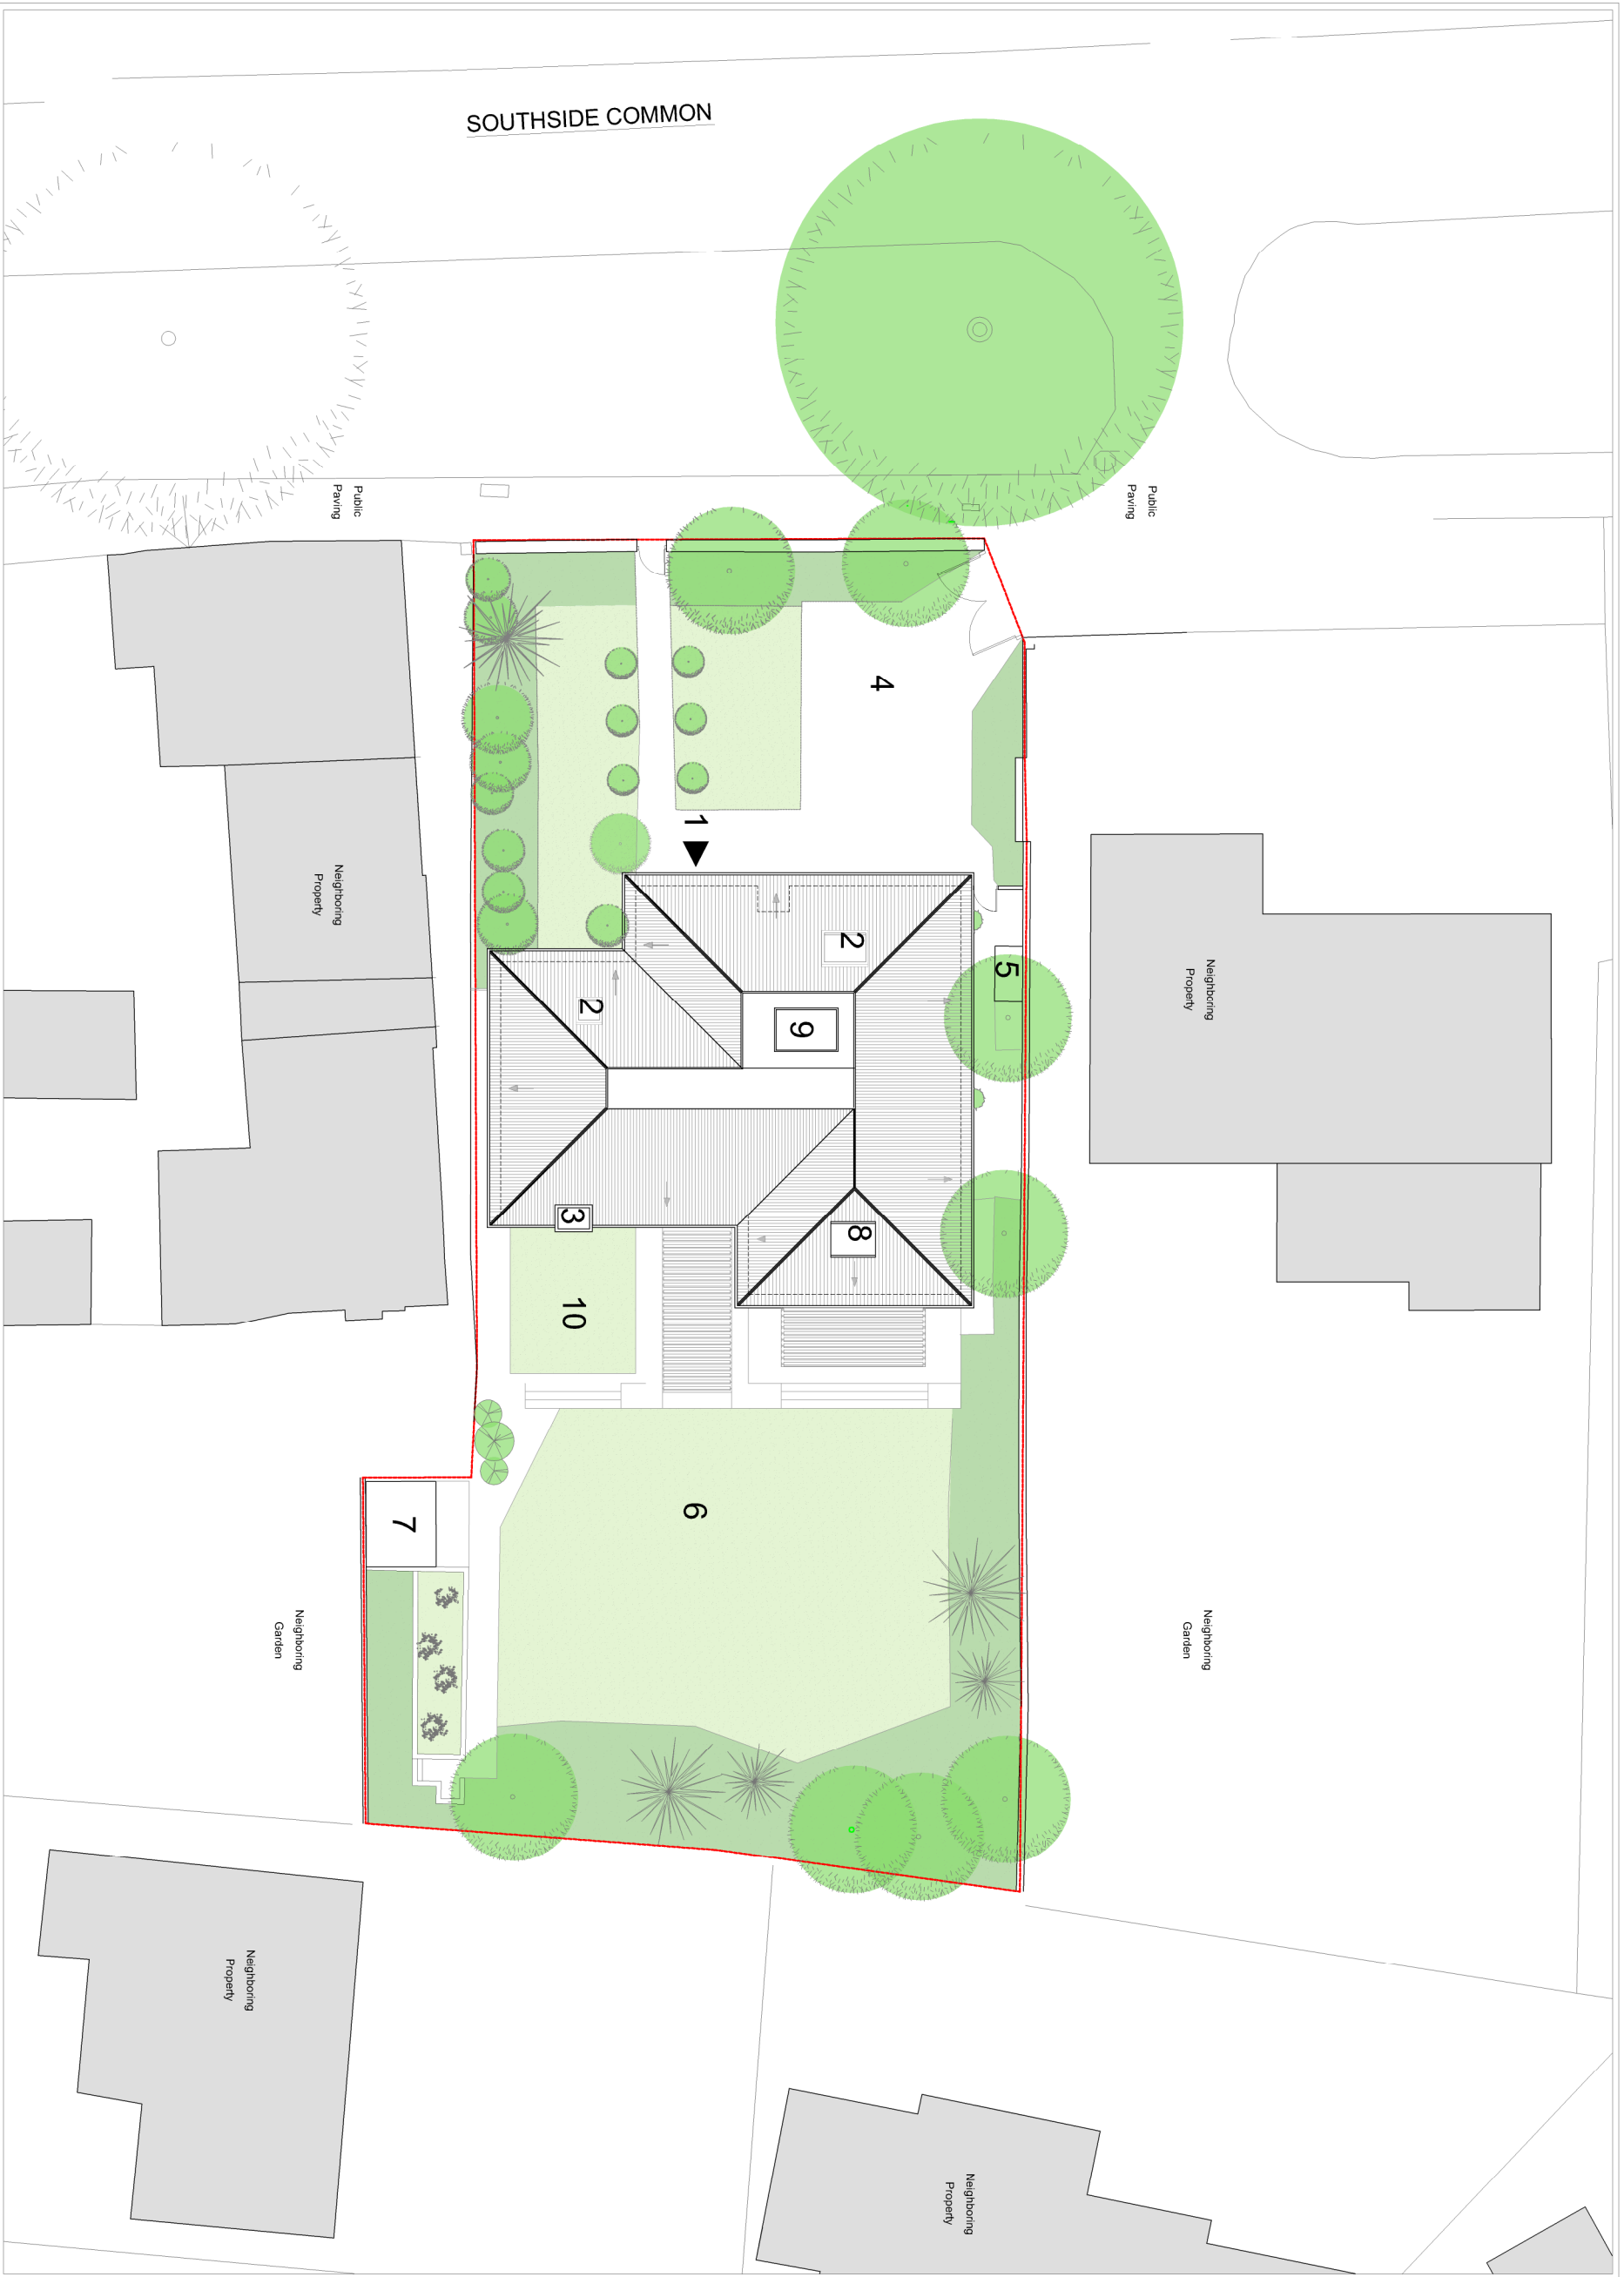 SOUTHSIDE COMMON
Public
Paving
Public
Paving
4
1
Neighboring
Property
2
5
Neighboring
Property
2
9
3
8
10
6
7
Neighboring
Garden
Neighboring
Garden
Neighboring
Property
Neighboring
Property